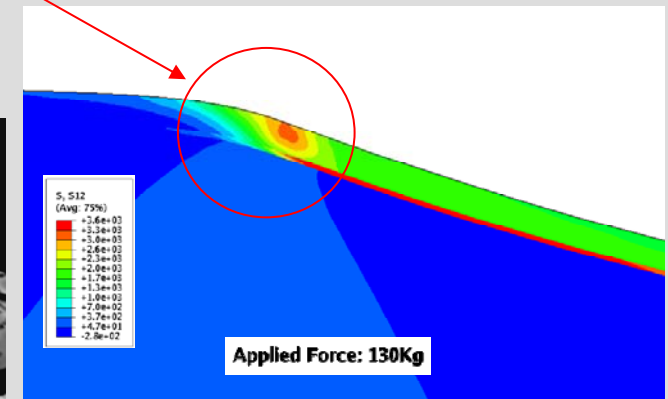 S, S12
(Avg: 75%)
+3.6e+03
+3.3e+03
+3.0e+03
+2.6e+03
+2.3e+03
+2.0e+03
+1.7e+03
+1.3e+03
+1.0e+03
+7.0e+02
+3.7e+02
+4.7e+01
-2.8e+02
Applied Force: 130Kg